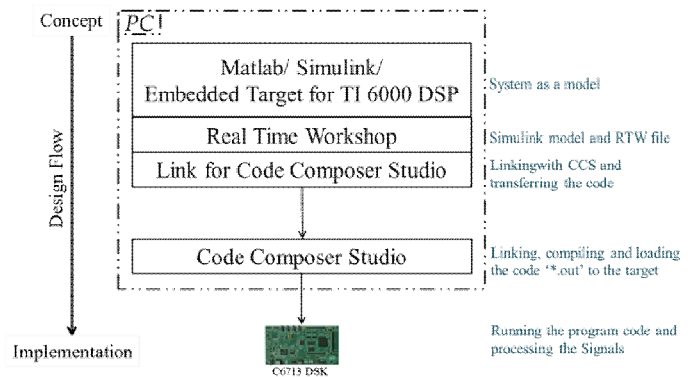 Concept
PC
Matlab/ Simulink/
Embedded Target for TI 6000 DSP
System as a model
Real Time Workshop
Simulink model and RTW file
Link for Code Composer Studio
Linkingwith CCS and
transferring the code
Design Flow
Code Composer Studio
Linking, compiling and loading
the code ‘*.out’ to the target
Implementation
Running the program code and
processing the Signals
C6713 DSK